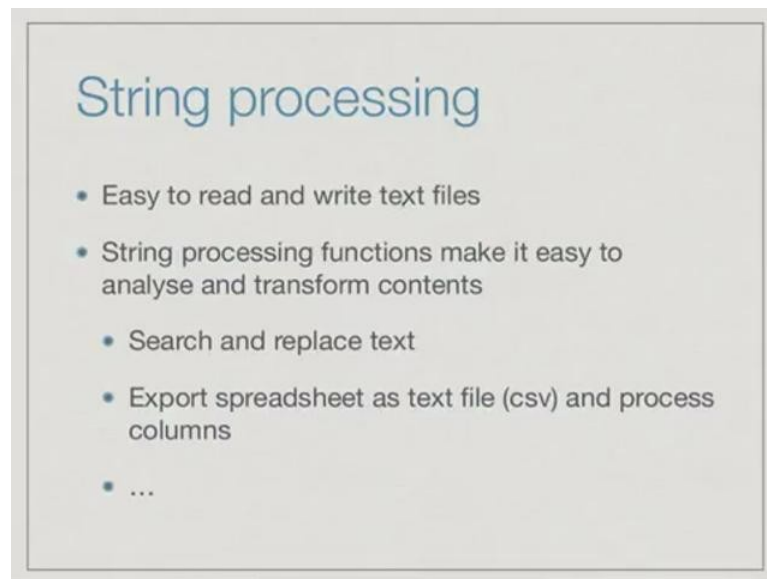 String processing
• Easy to read and write text files
• String processing functions make it easy to
analyse and transform contents
• Search and replace text
• Export spreadsheet as text file (csv) and process
columns
• ...